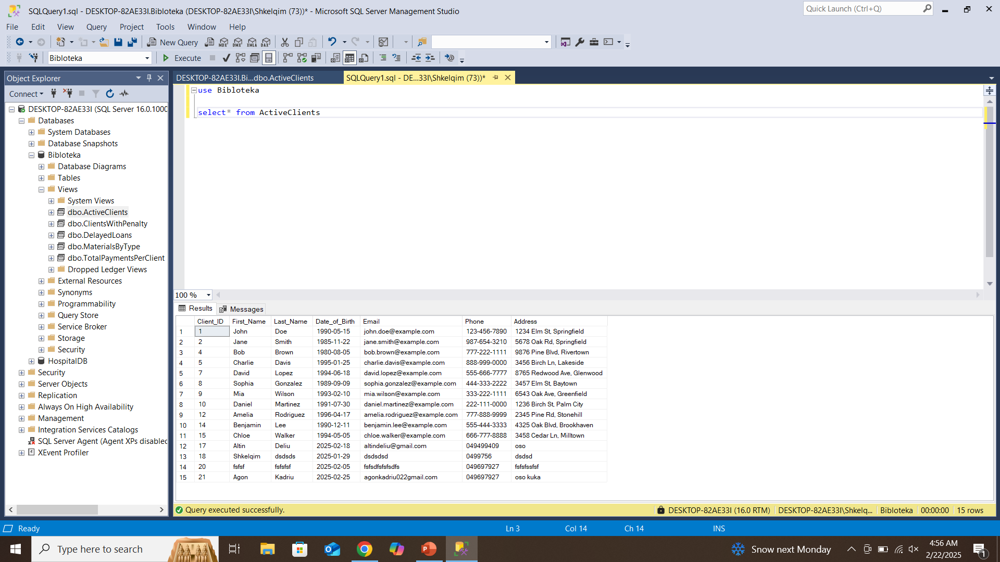 SQLQuery1.sql - DESKTOP-82AE33I.Bibloteka (DESKTOP-82AE33I\Shkelqim (73))* - Microsoft SQL Server Management Studio
Quick Launch (Ctrl+Q)
File Edit View Query Project Tools Window Help
New Query MDX DMX XMLA DAX
Bibloteka Execute
Object Explorer
Connect
DESKTOP-82AE33I (SQL Server 16.0.1000
Databases
System Databases
Database Snapshots
Bibloteka
Database Diagrams
Tables
Views
System Views
dbo.ActiveClients
dbo.ClientsWithPenalty
dbo.DelayedLoans
dbo.MaterialsByType
dbo.TotalPaymentsPerClient
Dropped Ledger Views
External Resources
Synonyms
Programmability
Query Store
Service Broker
Storage
Security
HospitalDB
Security
Server Objects
Replication
Always On High Availability
Management
Integration Services Catalogs
SQL Server Agent (Agent XPs disabled
XEvent Profiler
DESKTOP-82AE33I.Bi...dbo.ActiveClients
SQLQuery1.sql - DE...33I\Shkelqim (73))*
use Bibloteka
select* from ActiveClients
100 %
Results Messages
Client_ID First_Name Last_Name Date_of_Birth Email Phone Address
1 1 John Doe 1990-05-15 john.doe@example.com 123-456-7890 1234 Elm St, Springfield
2 2 Jane Smith 1985-11-22 jane.smith@example.com 987-654-3210 5678 Oak Rd, Springfield
3 4 Bob Brown 1980-08-05 bob.brown@example.com 777-222-1111 9876 Pine Blvd, Rivertown
4 5 Charlie Davis 1995-01-25 charlie.davis@example.com 888-999-0000 3456 Birch Ln, Lakeside
5 7 David Lopez 1994-06-18 david.lopez@example.com 555-666-7777 8765 Redwood Ave, Glenwood
6 8 Sophia Gonzalez 1989-09-09 sophia.gonzalez@example.com 444-333-2222 3457 Elm St, Baytown
7 9 Mia Wilson 1993-02-10 mia.wilson@example.com 333-222-1111 6543 Oak Ave, Greenfield
8 10 Daniel Martinez 1991-07-30 daniel.martinez@example.com 222-111-0000 1236 Birch St, Palm City
9 12 Amelia Rodriguez 1996-04-17 amelia.rodriguez@example.com 777-888-9999 2345 Pine Rd, Stonehill
10 14 Benjamin Lee 1990-12-11 benjamin.lee@example.com 555-444-3333 4325 Oak Blvd, Brookhaven
11 15 Chloe Walker 1994-05-05 chloe.walker@example.com 666-777-8888 3458 Cedar Ln, Milltown
12 17 Altin Deliu 2025-02-18 altindeliu@gmail.com 049499409 oso
13 18 Shkelqim dsdsds 2025-01-29 dsdsdsd 0499756 dsdsd
14 20 fsfsf fsfsfsf 2025-02-05 fsfsdfsfsfsdfs 049697927 fsfsfssfsf
15 21 Agon Kadriu 2025-02-25 agonkadriu022gmail.com 049697927 oso kuka
Query executed successfully. DESKTOP-82AE33I (16.0 RTM) DESKTOP-82AE33I\Shkelq... Bibloteka 00:00:00 15 rows
Ready Ln 3 Col 14 Ch 14 INS
Type here to search
Snow next Monday
4:56 AM
2/22/2025
1